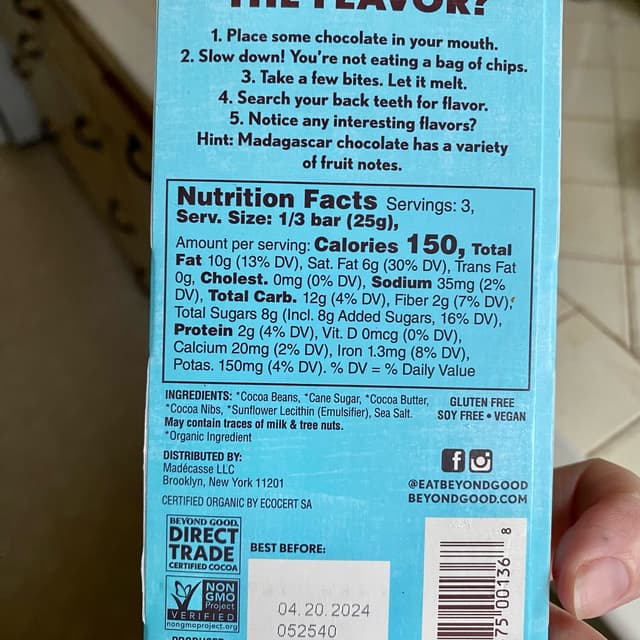 THE FLAVOR?
1. Place some chocolate in your mouth.
2. Slow down! You're not eating a bag of chips.
3. Take a few bites. Let it melt.
4. Search your back teeth for flavor.
5. Notice any interesting flavors?
Hint: Madagascar chocolate has a variety
of fruit notes.
Nutrition Facts Servings: 3,
Serv. Size: 1/3 bar (25g),
Amount per serving: Calories 150, Total
Fat 10g (13% DV), Sat. Fat 6g (30% DV), Trans Fat
0g, Cholest. 0mg (0% DV), Sodium 35mg (2%
DV), Total Carb. 12g (4% DV), Fiber 2g (7% DV),
Total Sugars 8g (Incl. 8g Added Sugars, 16% DV),
Protein 2g (4% DV), Vit. D 0mcg (0% DV),
Calcium 20mg (2% DV), Iron 1.3mg (8% DV),
Potas. 150mg (4% DV). % DV = % Daily Value
INGREDIENTS: *Cocoa Beans, *Cane Sugar, *Cocoa Butter,
*Cocoa Nibs, *Sunflower Lecithin (Emulsifier), Sea Salt.
May contain traces of milk & tree nuts.
*Organic Ingredient
GLUTEN FREE
SOY FREE • VEGAN
DISTRIBUTED BY:
Madécasse LLC
Brooklyn, New York 11201
CERTIFIED ORGANIC BY ECOCERT SA
@EATBEYONDGOOD
BEYONDGOOD.COM
BEYOND GOOD
DIRECT
TRADE
CERTIFIED COCOA
BEST BEFORE:
04.20.2024
052540
NON
GMO
Project
VERIFIED
nongmoproject.org
75 00136 8